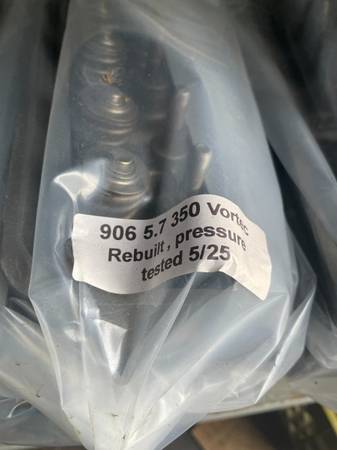 906 5.7 350 Vortec
Rebuilt, pressure
tested 5/25